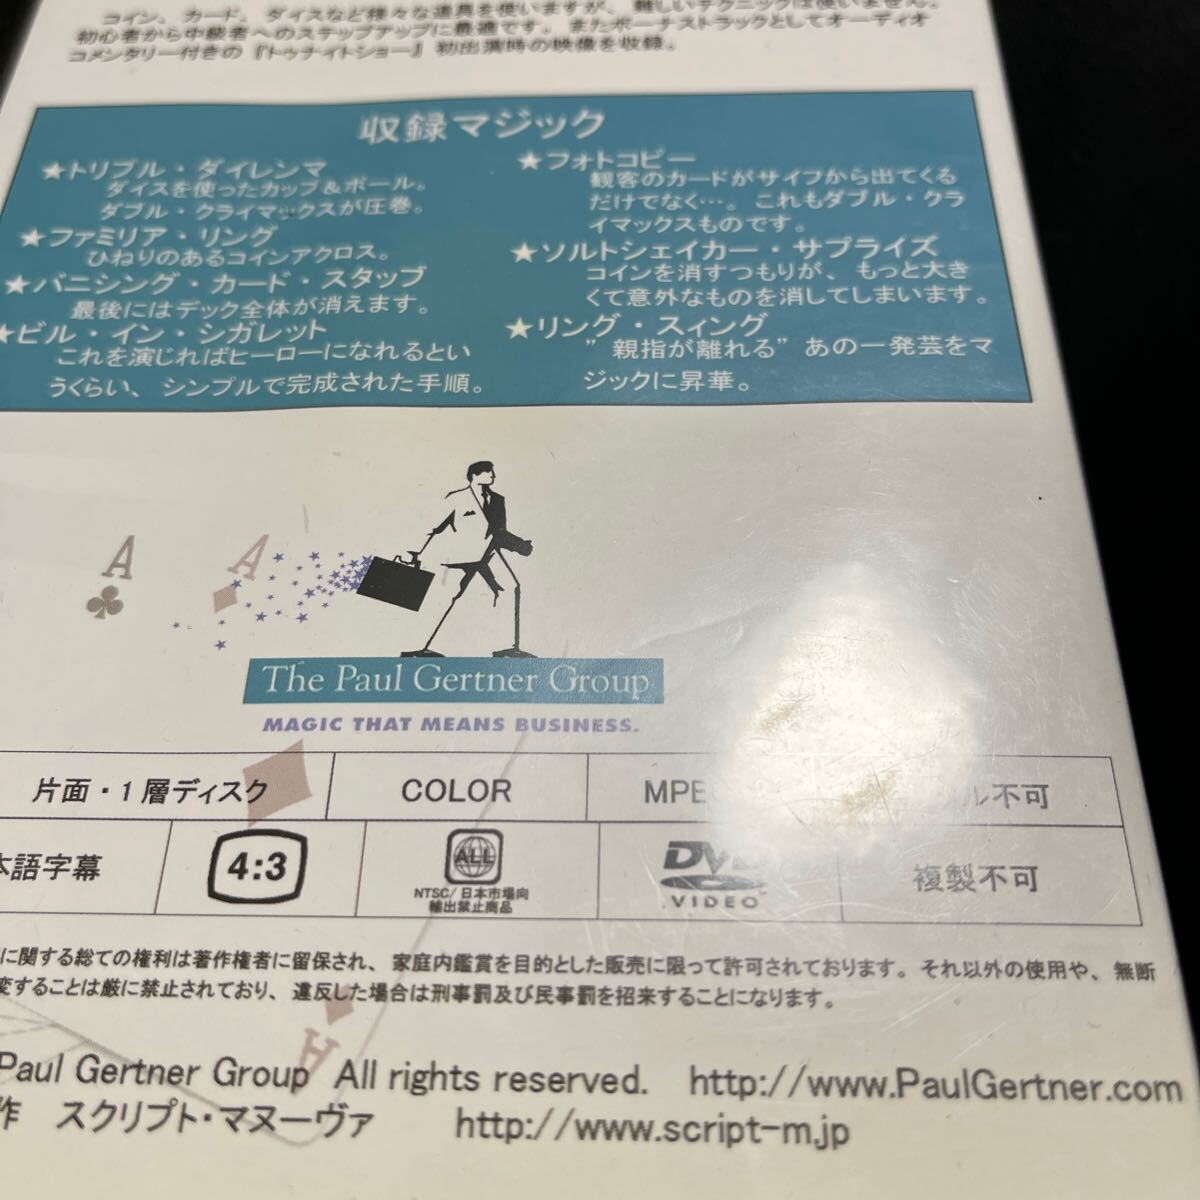 コイン、カード、ダイスなど様々な道具を使いますが、難しいテクニックは使いません。
初心者から中級者へのステップアップに最適です。またボーナストラックとしてオーディオ
コメンタリー付きの『トゥナイトショー』初出演時の映像を収録。
収録マジック
★トリプル・ダイレンマ
ダイスを使ったカップ&ボール。
ダブル・クライマックスが圧巻。
★ファミリア・リング
ひねりのあるコインアクロス。
★バニシング・カード・スタッブ
最後にはデック全体が消えます。
★ビル・イン・シガレット
これを演じればヒーローになれるとい
うくらい、シンプルで完成された手順。
★フォトコピー
観客のカードがサイフから出てくる
だけでなく…。これもダブル・クラ
イマックスものです。
★ソルトシェイカー・サプライズ
コインを消すつもりが、もっと大き
くて意外なものを消してしまいます。
★リング・スィング
"親指が離れる"あの一発芸をマ
ジックに昇華。
A
A
The Paul Gertner Group
MAGIC THAT MEANS BUSINESS.
片面・1層ディスク COLOR MPE ル不可
本語字幕 4:3 ALL DVD VIDEO 複製不可
NTSC/日本市場向
輸出禁止商品
に関する総ての権利は著作権者に留保され、家庭内鑑賞を目的とした販売に限って許可されております。それ以外の使用や、無断
変することは厳に禁止されており、違反した場合は刑事罰及び民事罰を招来することになります。
A
Paul Gertner Group All rights reserved. http://www.PaulGertner.com
作 スクリプト・マヌーヴァ http://www.script-m.jp